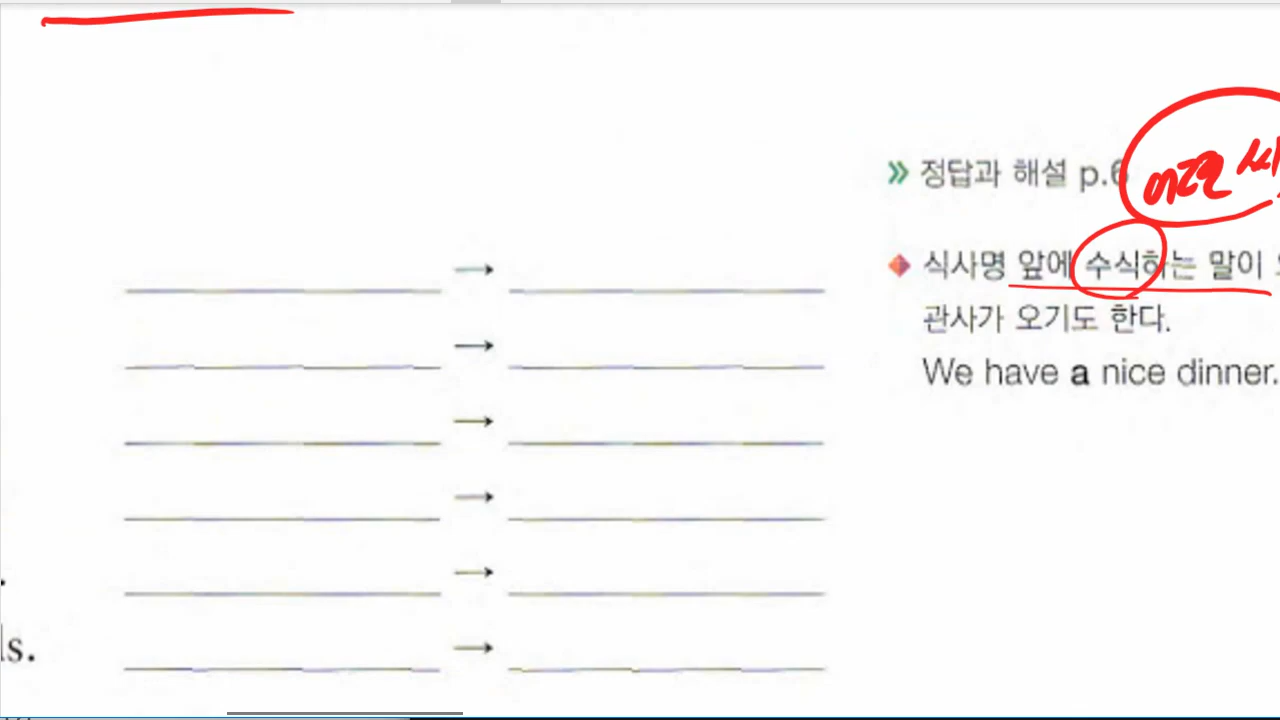 정답과 해설 p.6
식사명 앞에 수식하는 말이
관사가 오기도 한다.
We have a nice dinner.
ls.